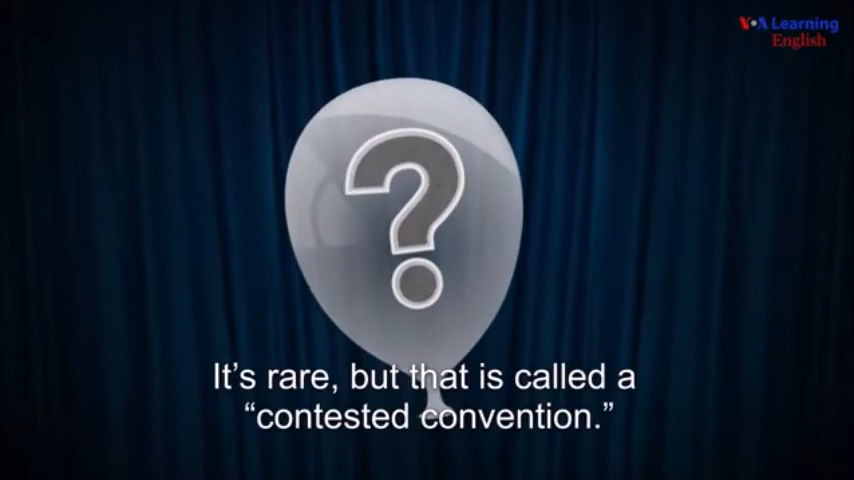 VOA Learning
English
?
It’s rare, but that is called a
“contested convention.”